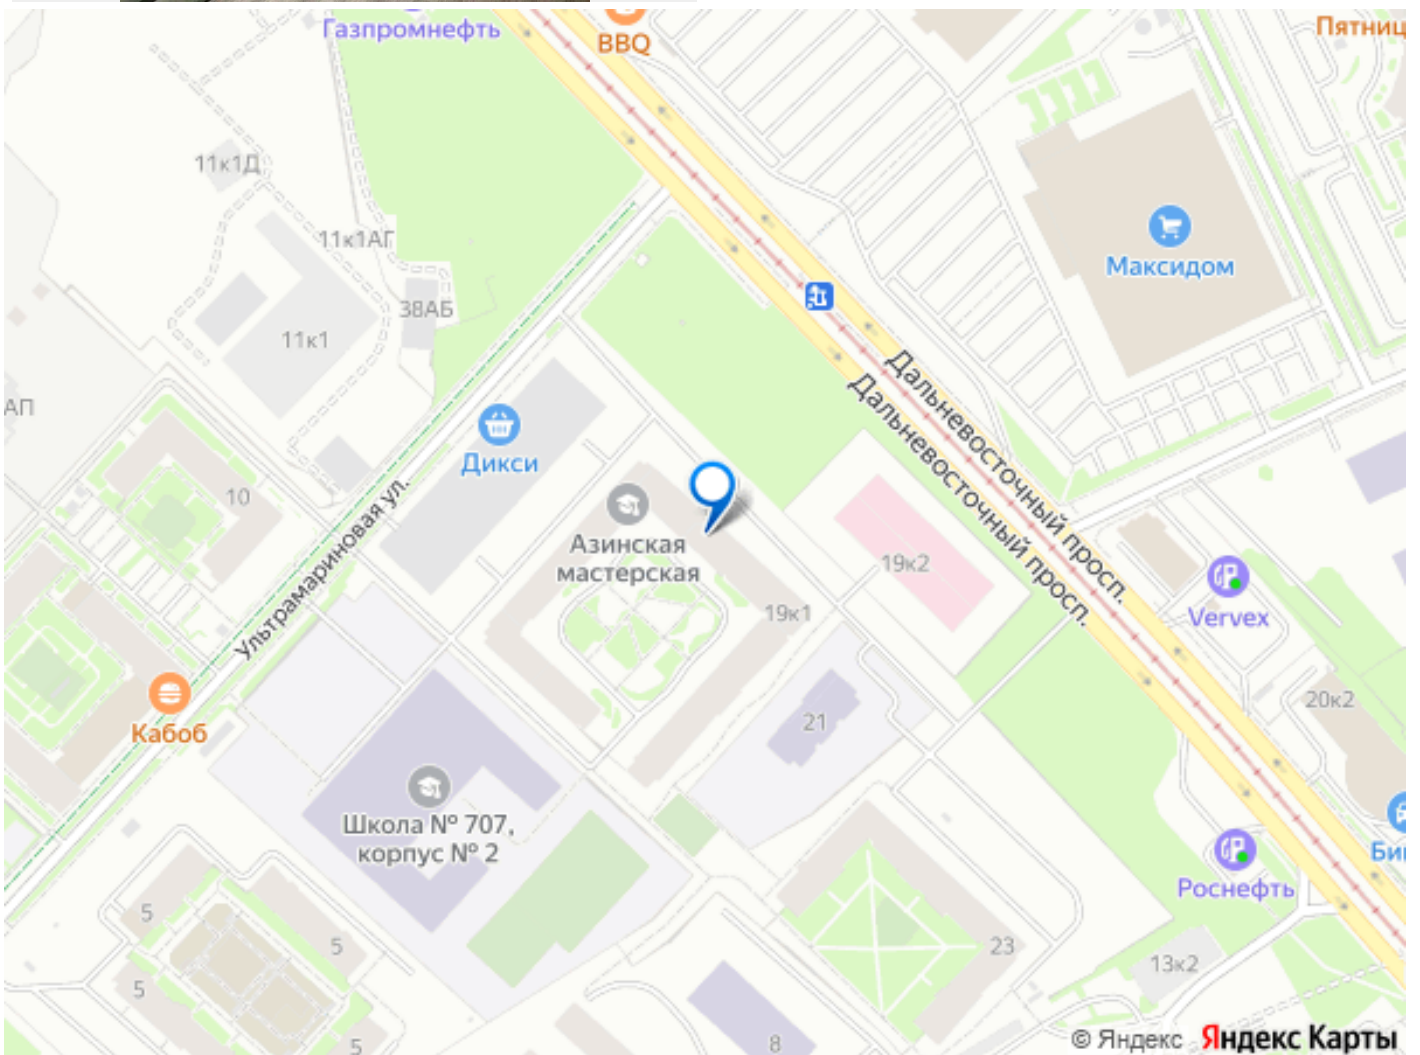 Газпромнефть
BBQ
Пятниц
11к1Д
11к1АГ
Максидом
38АБ
11к1
АП
Дикси
Дальневосточный просп.
Дальневосточный просп.
10
Ультрамариновая ул.
Азинская
мастерская
19к2
19к1
Vervex
20к2
21
Кабоб
Школа № 707,
корпус № 2
Би
Роснефть
5
5
23
13к2
5
8
5
© Яндекс Яндекс Карты